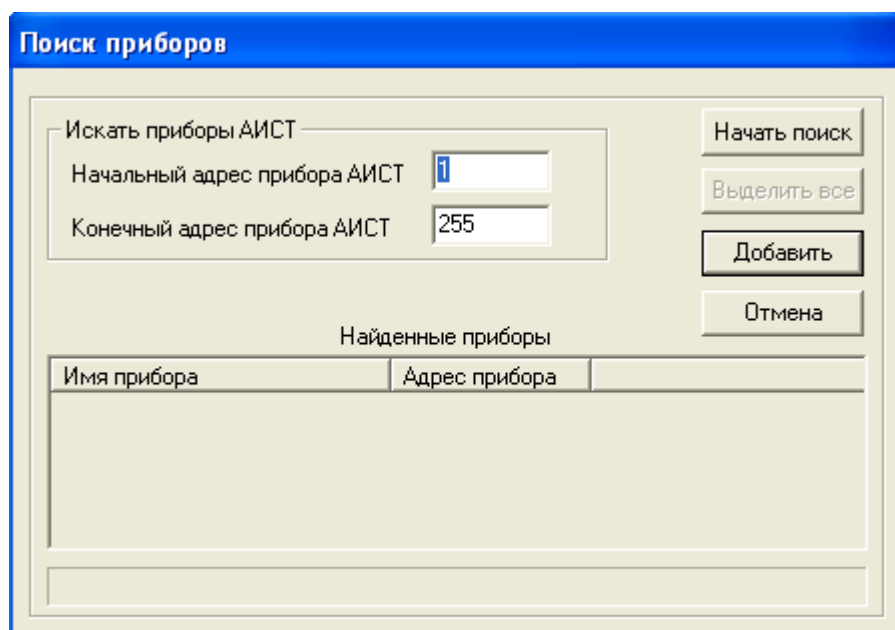 Поиск приборов
Искать приборы АИСТ
Начальный адрес прибора АИСТ 1
Конечный адрес прибора АИСТ 255
Начать поиск
Выделить все
Добавить
Отмена
Найденные приборы
Имя прибора Адрес прибора